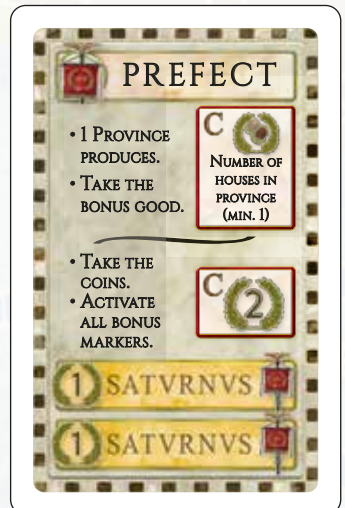 PREFECT
• 1 PROVINCE
PRODUCES.
• TAKE THE
BONUS GOOD.
C
NUMBER OF
HOUSES IN
PROVINCE
(MIN. 1)
• TAKE THE
COINS.
• ACTIVATE
ALL BONUS
MARKERS.
C
2
1 SATVRNVS
1 SATVRNVS